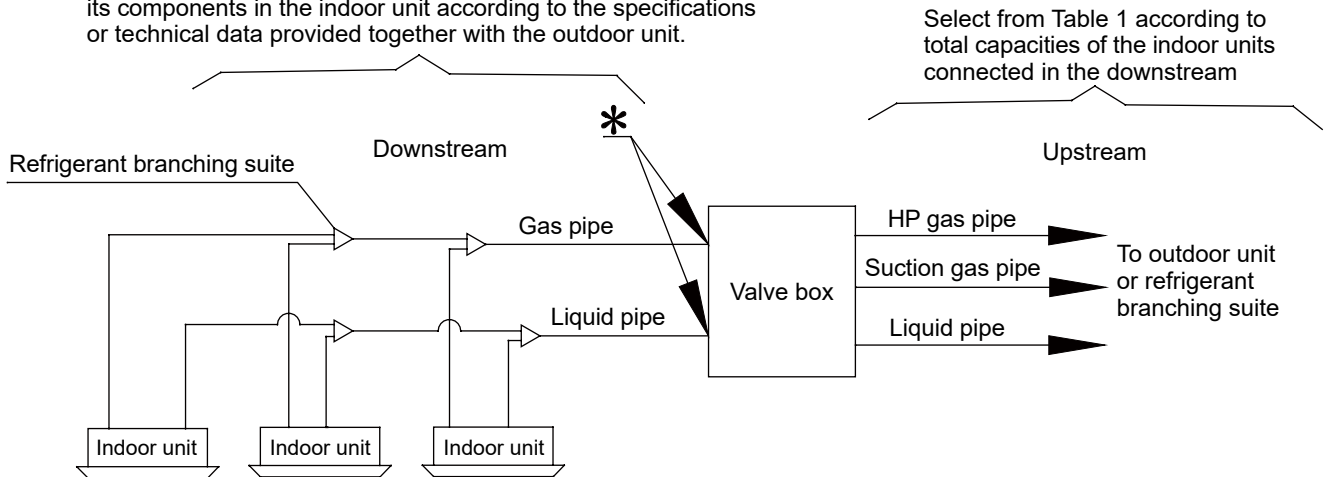 its components in the indoor unit according to the specifications
or technical data provided together with the outdoor unit.
Select from Table 1 according to
total capacities of the indoor units
connected in the downstream
*
Downstream
Upstream
Refrigerant branching suite
Gas pipe
HP gas pipe
Suction gas pipe
To outdoor unit
or refrigerant
branching suite
Valve box
Liquid pipe
Liquid pipe
Indoor unit
Indoor unit
Indoor unit